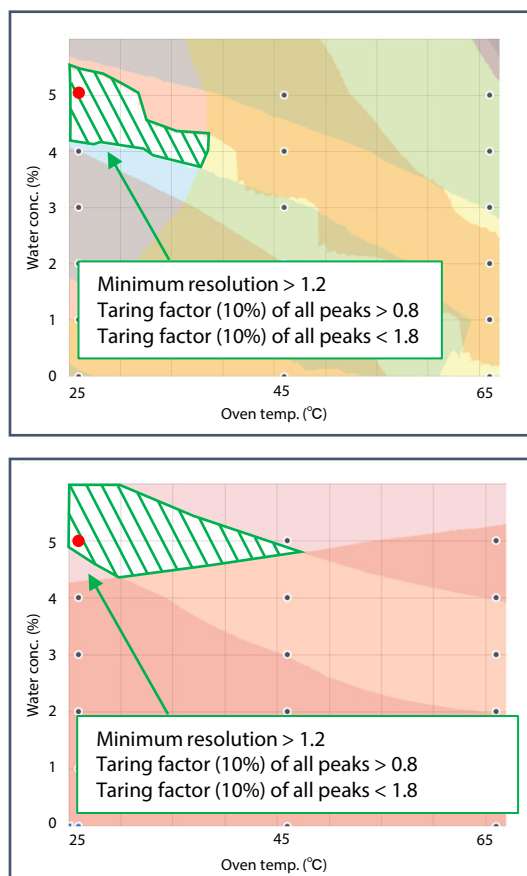 5
4
3
2
1
0
Water conc. (%)
Minimum resolution > 1.2
Taring factor (10%) of all peaks > 0.8
Taring factor (10%) of all peaks < 1.8
25 45 65
Oven temp. (℃)
5
4
3
2
1
0
Water conc. (%)
Minimum resolution > 1.2
Taring factor (10%) of all peaks > 0.8
Taring factor (10%) of all peaks < 1.8
25 45 65
Oven temp. (℃)